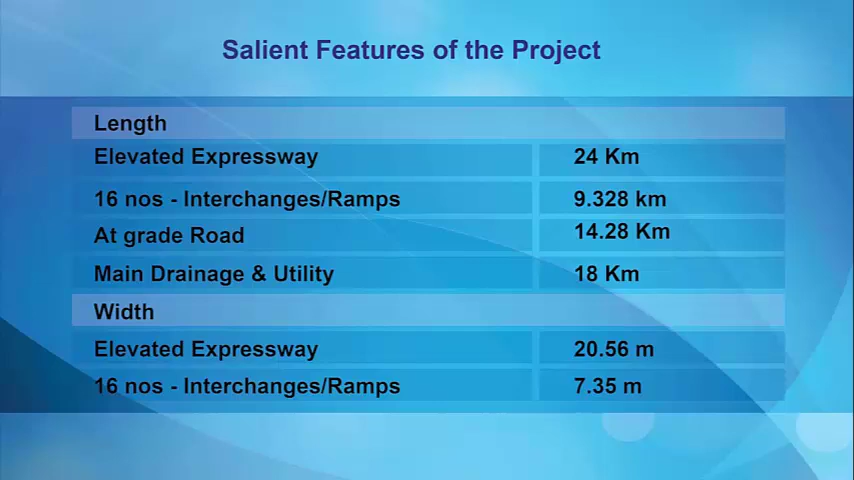 Salient Features of the Project
Length
Elevated Expressway 24 Km
16 nos - Interchanges/Ramps 9.328 km
At grade Road 14.28 Km
Main Drainage & Utility 18 Km
Width
Elevated Expressway 20.56 m
16 nos - Interchanges/Ramps 7.35 m